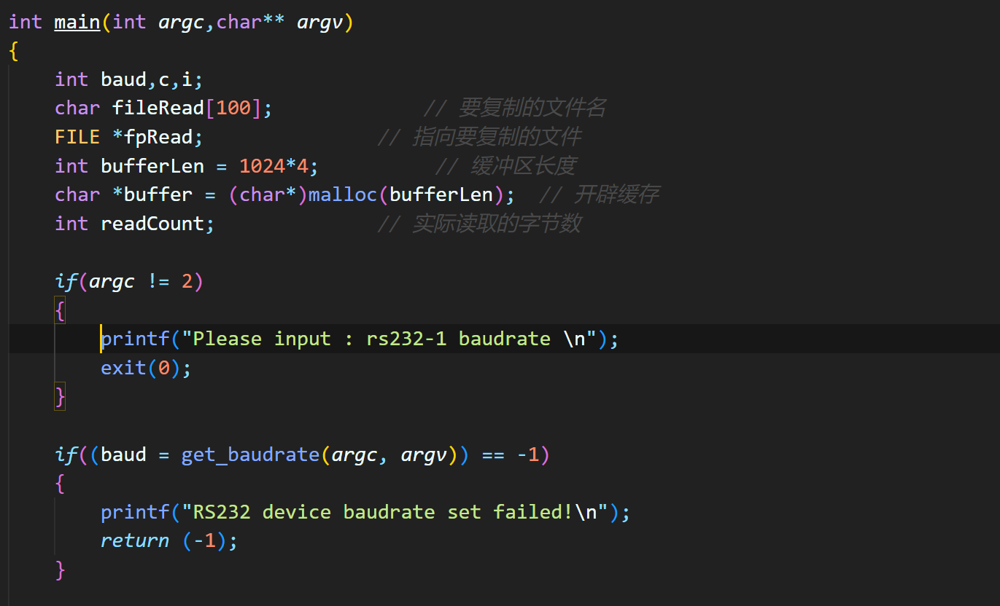 int main(int argc,char** argv)
{
int baud,c,i;
char fileRead[100]; // 要复制的文件名
FILE *fpRead; // 指向要复制的文件
int bufferLen = 1024*4; // 缓冲区长度
char *buffer = (char*)malloc(bufferLen); // 开辟缓存
int readCount; // 实际读取的字节数
if(argc != 2)
{
printf("Please input : rs232-1 baudrate \n");
exit(0);
}
if((baud = get_baudrate(argc, argv)) == -1)
{
printf("RS232 device baudrate set failed!\n");
return (-1);
}